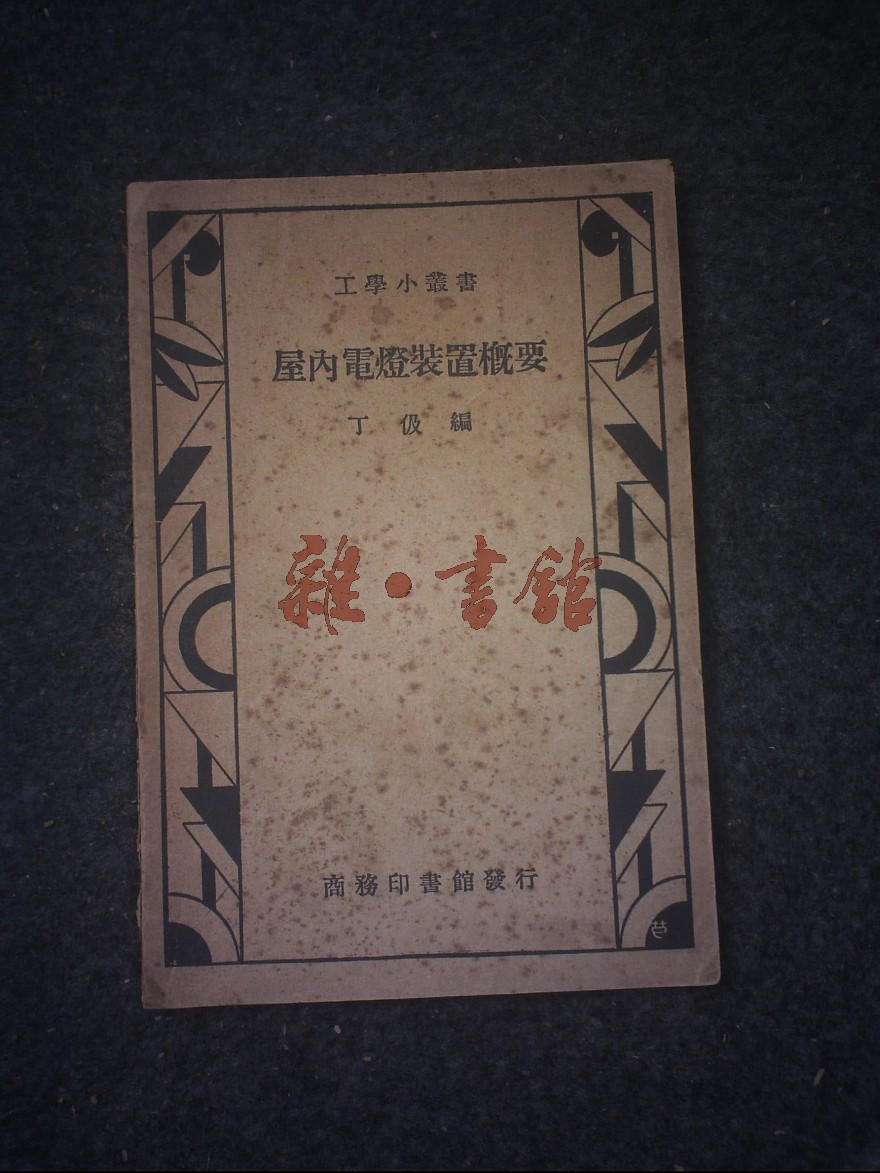 工學小叢書
屋內電燈裝置概要
丁伋編
雜·書館
商務印書館發行